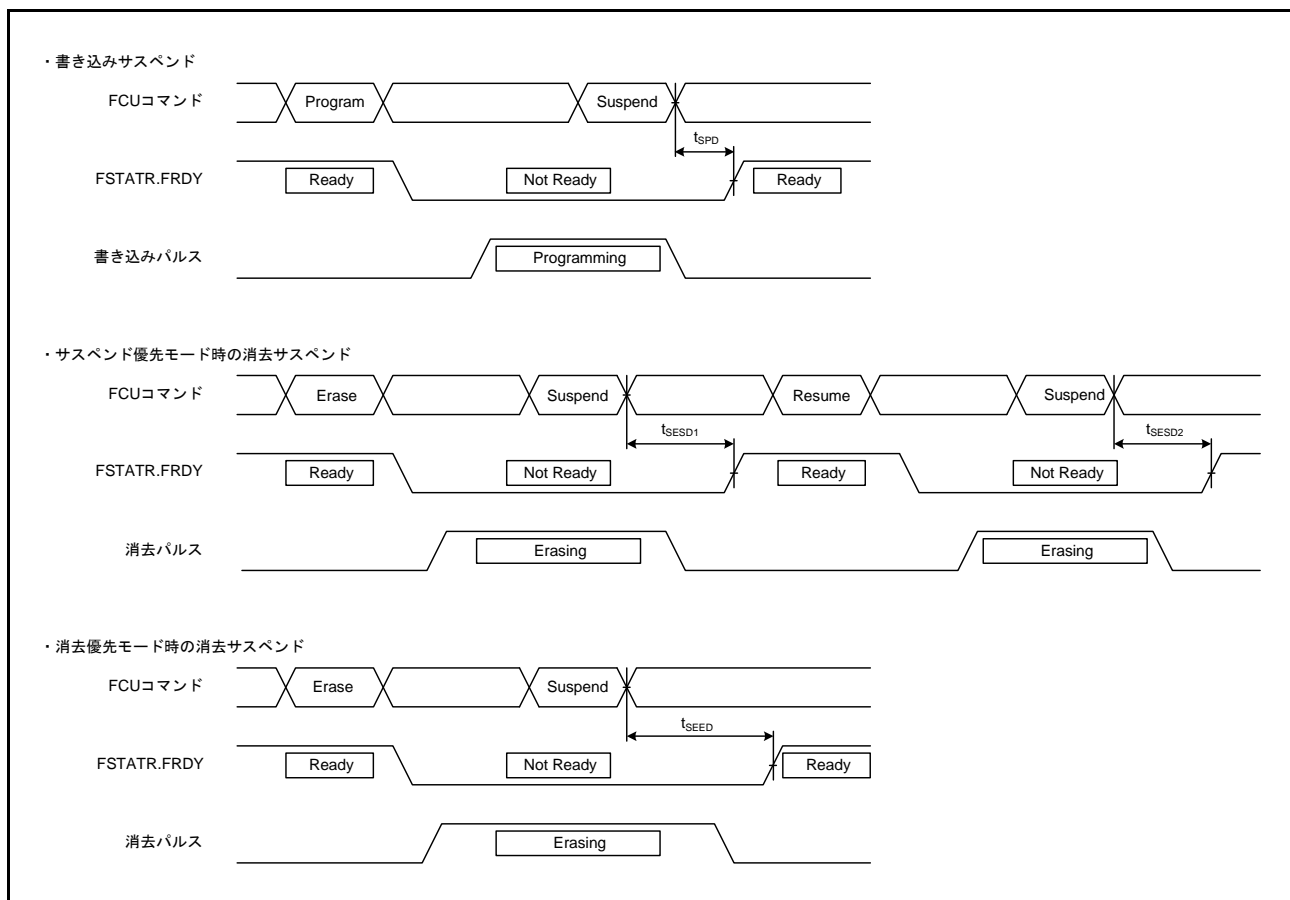 ・書き込みサスペンド
FCUコマンド Program Suspend
tSPD
FSTATR.FRDY Ready Not Ready Ready
書き込みパルス Programming
・サスペンド優先モード時の消去サスペンド
FCUコマンド Erase Suspend Resume Suspend
tSESD1 tSESD2
FSTATR.FRDY Ready Not Ready Ready Not Ready
消去パルス Erasing Erasing
・消去優先モード時の消去サスペンド
FCUコマンド Erase Suspend
tSEED
FSTATR.FRDY Ready Not Ready Ready
消去パルス Erasing